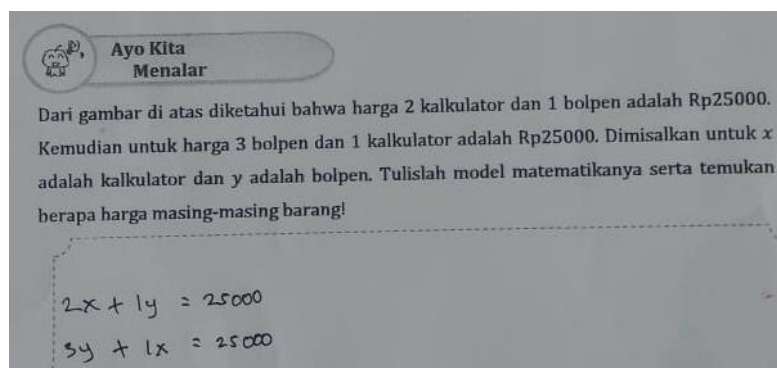 Ayo Kita
Menalar
Dari gambar di atas diketahui bahwa harga 2 kalkulator dan 1 bolpen adalah Rp25000.
Kemudian untuk harga 3 bolpen dan 1 kalkulator adalah Rp25000. Dimisalkan untuk x
adalah kalkulator dan y adalah bolpen. Tulislah model matematikanya serta temukan
berapa harga masing-masing barang!
2x + 1y = 25000
3y + 1x = 25000